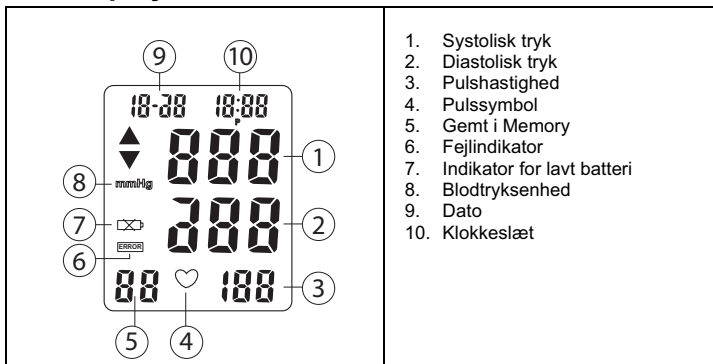 9 10
18-28 18:88
P
888 1
8 mmHg
288 2
7
6 ERROR
88 188 3
5 4
1. Systolisk tryk
2. Diastolisk tryk
3. Pulshastighed
4. Pulssymbol
5. Gemt i Memory
6. Fejlindikator
7. Indikator for lavt batteri
8. Blodtryksenhed
9. Dato
10. Klokkeslæt